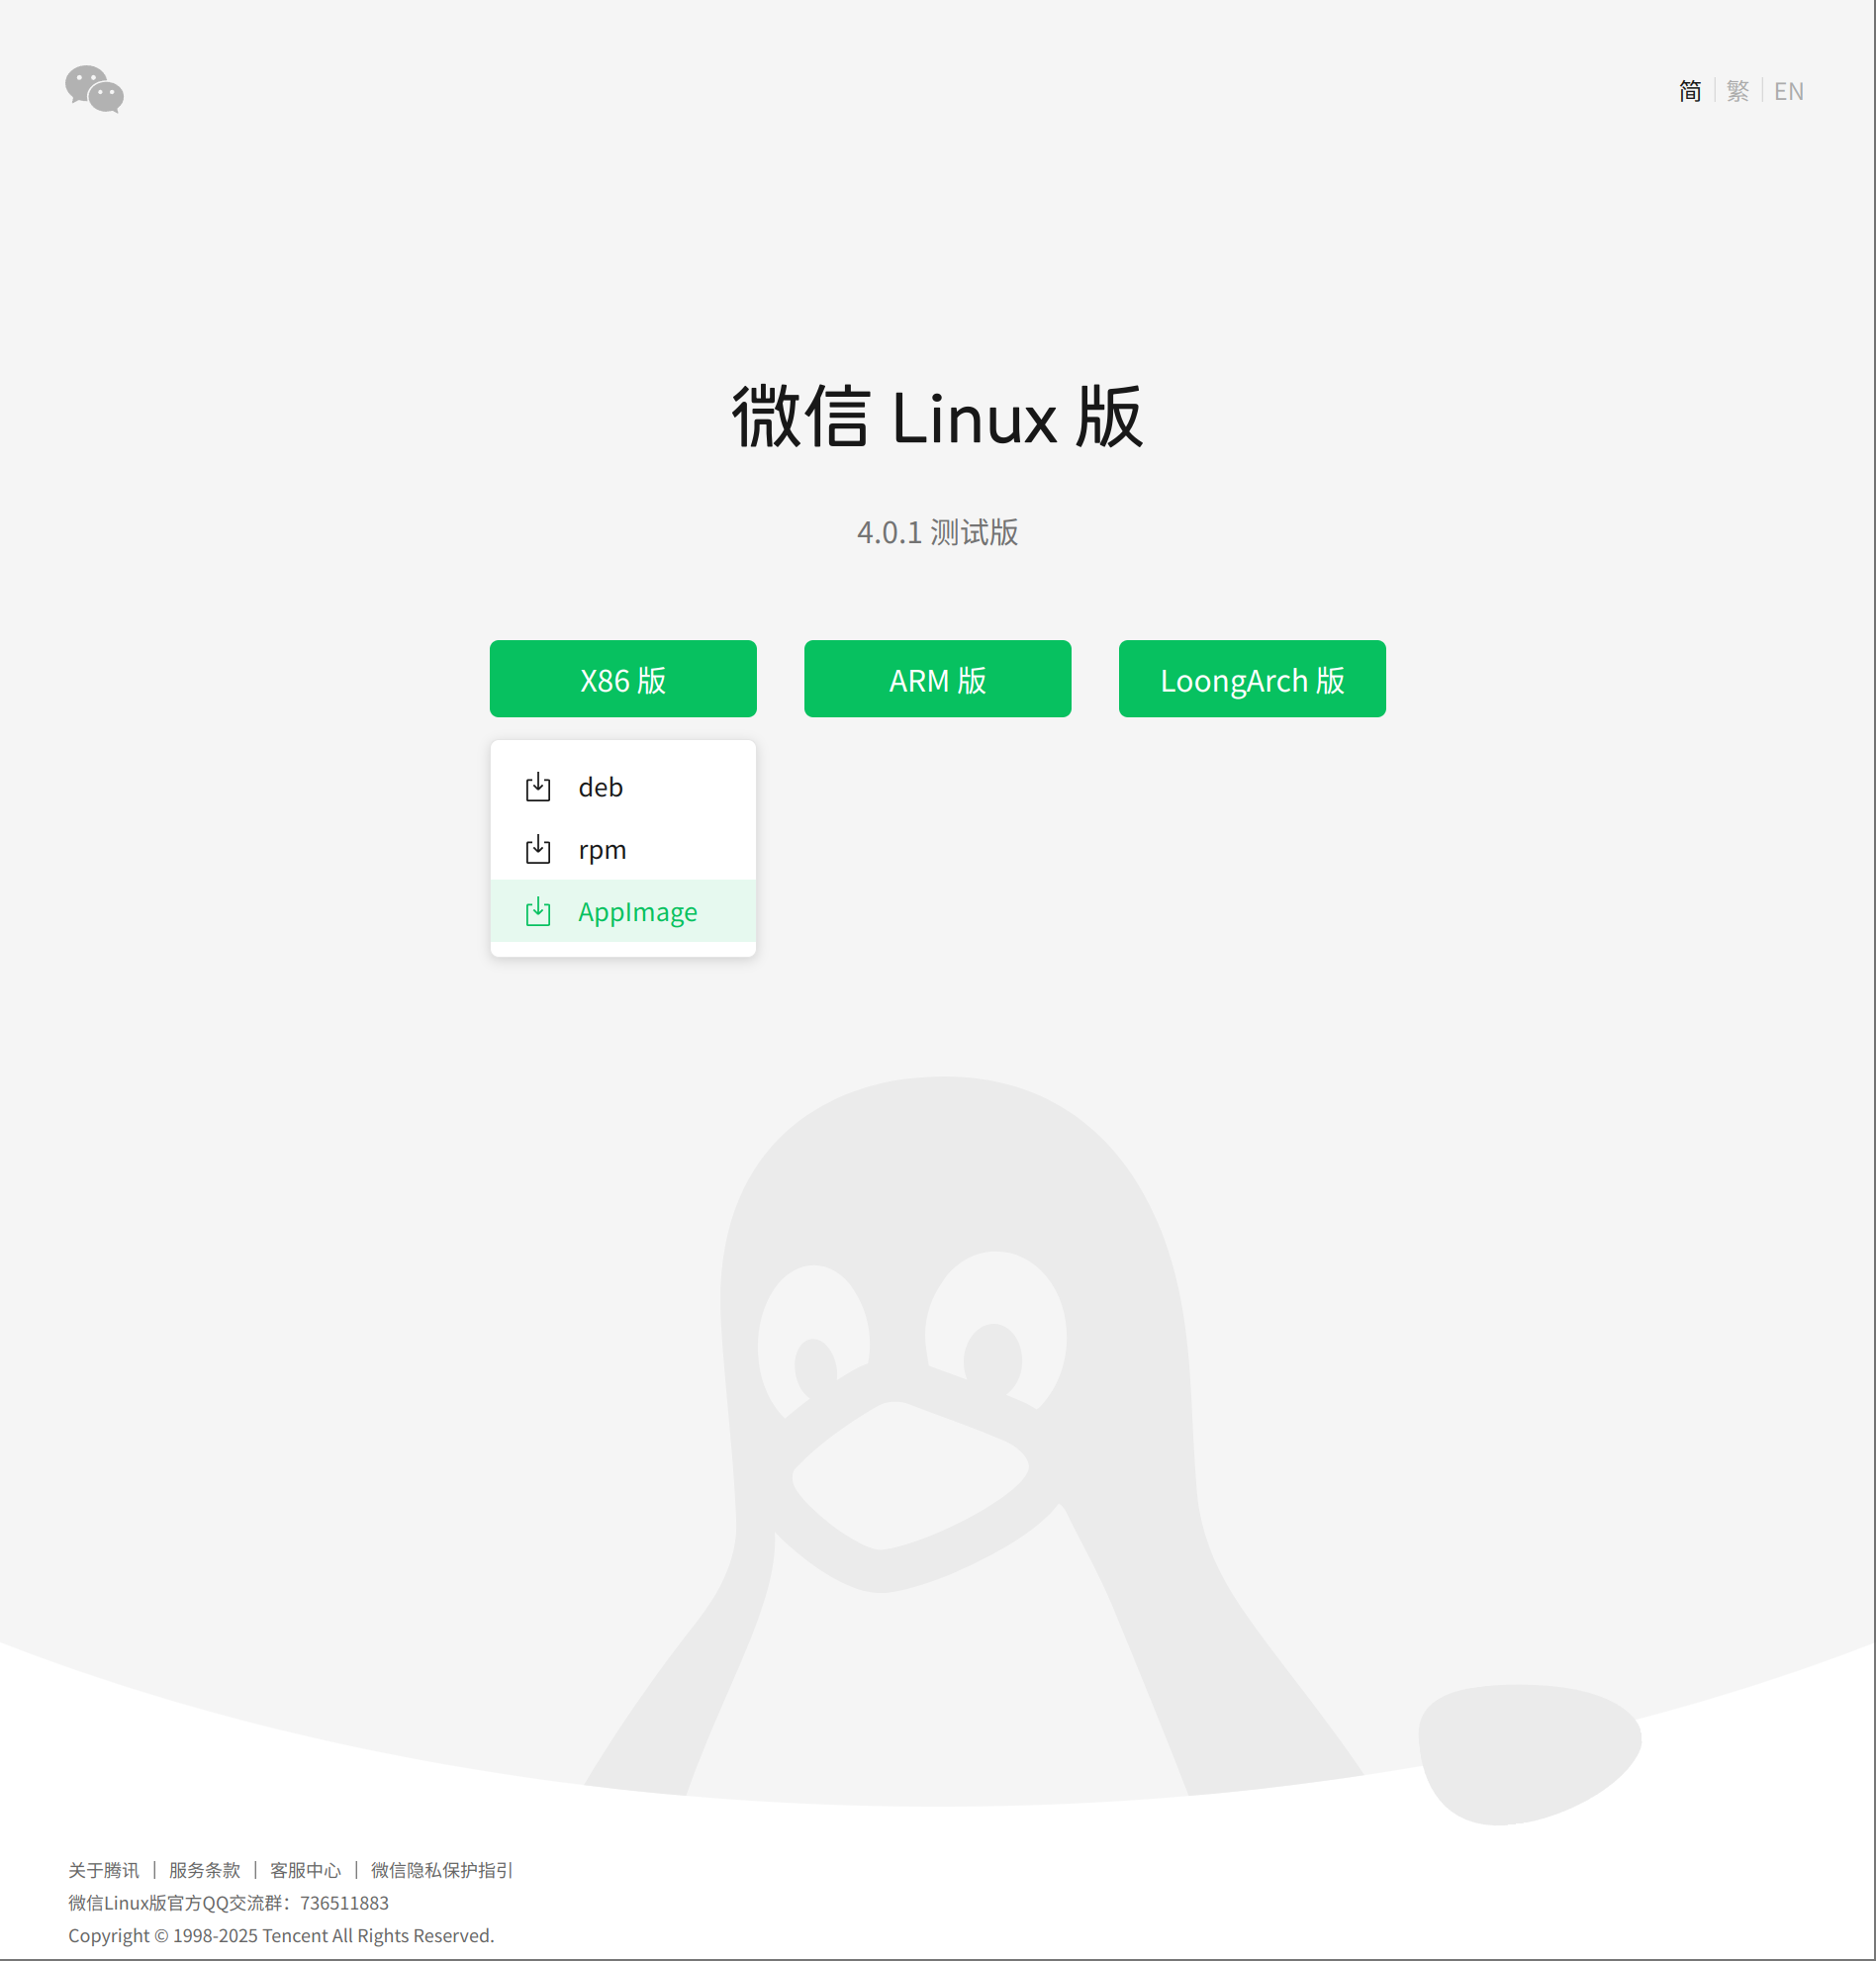 简 | 繁 | EN
微信 Linux 版
4.0.1 测试版
X86 版 ARM 版 LoongArch 版
deb
rpm
AppImage
关于腾讯 | 服务条款 | 客服中心 | 微信隐私保护指引
微信Linux版官方QQ交流群：736511883
Copyright © 1998-2025 Tencent All Rights Reserved.